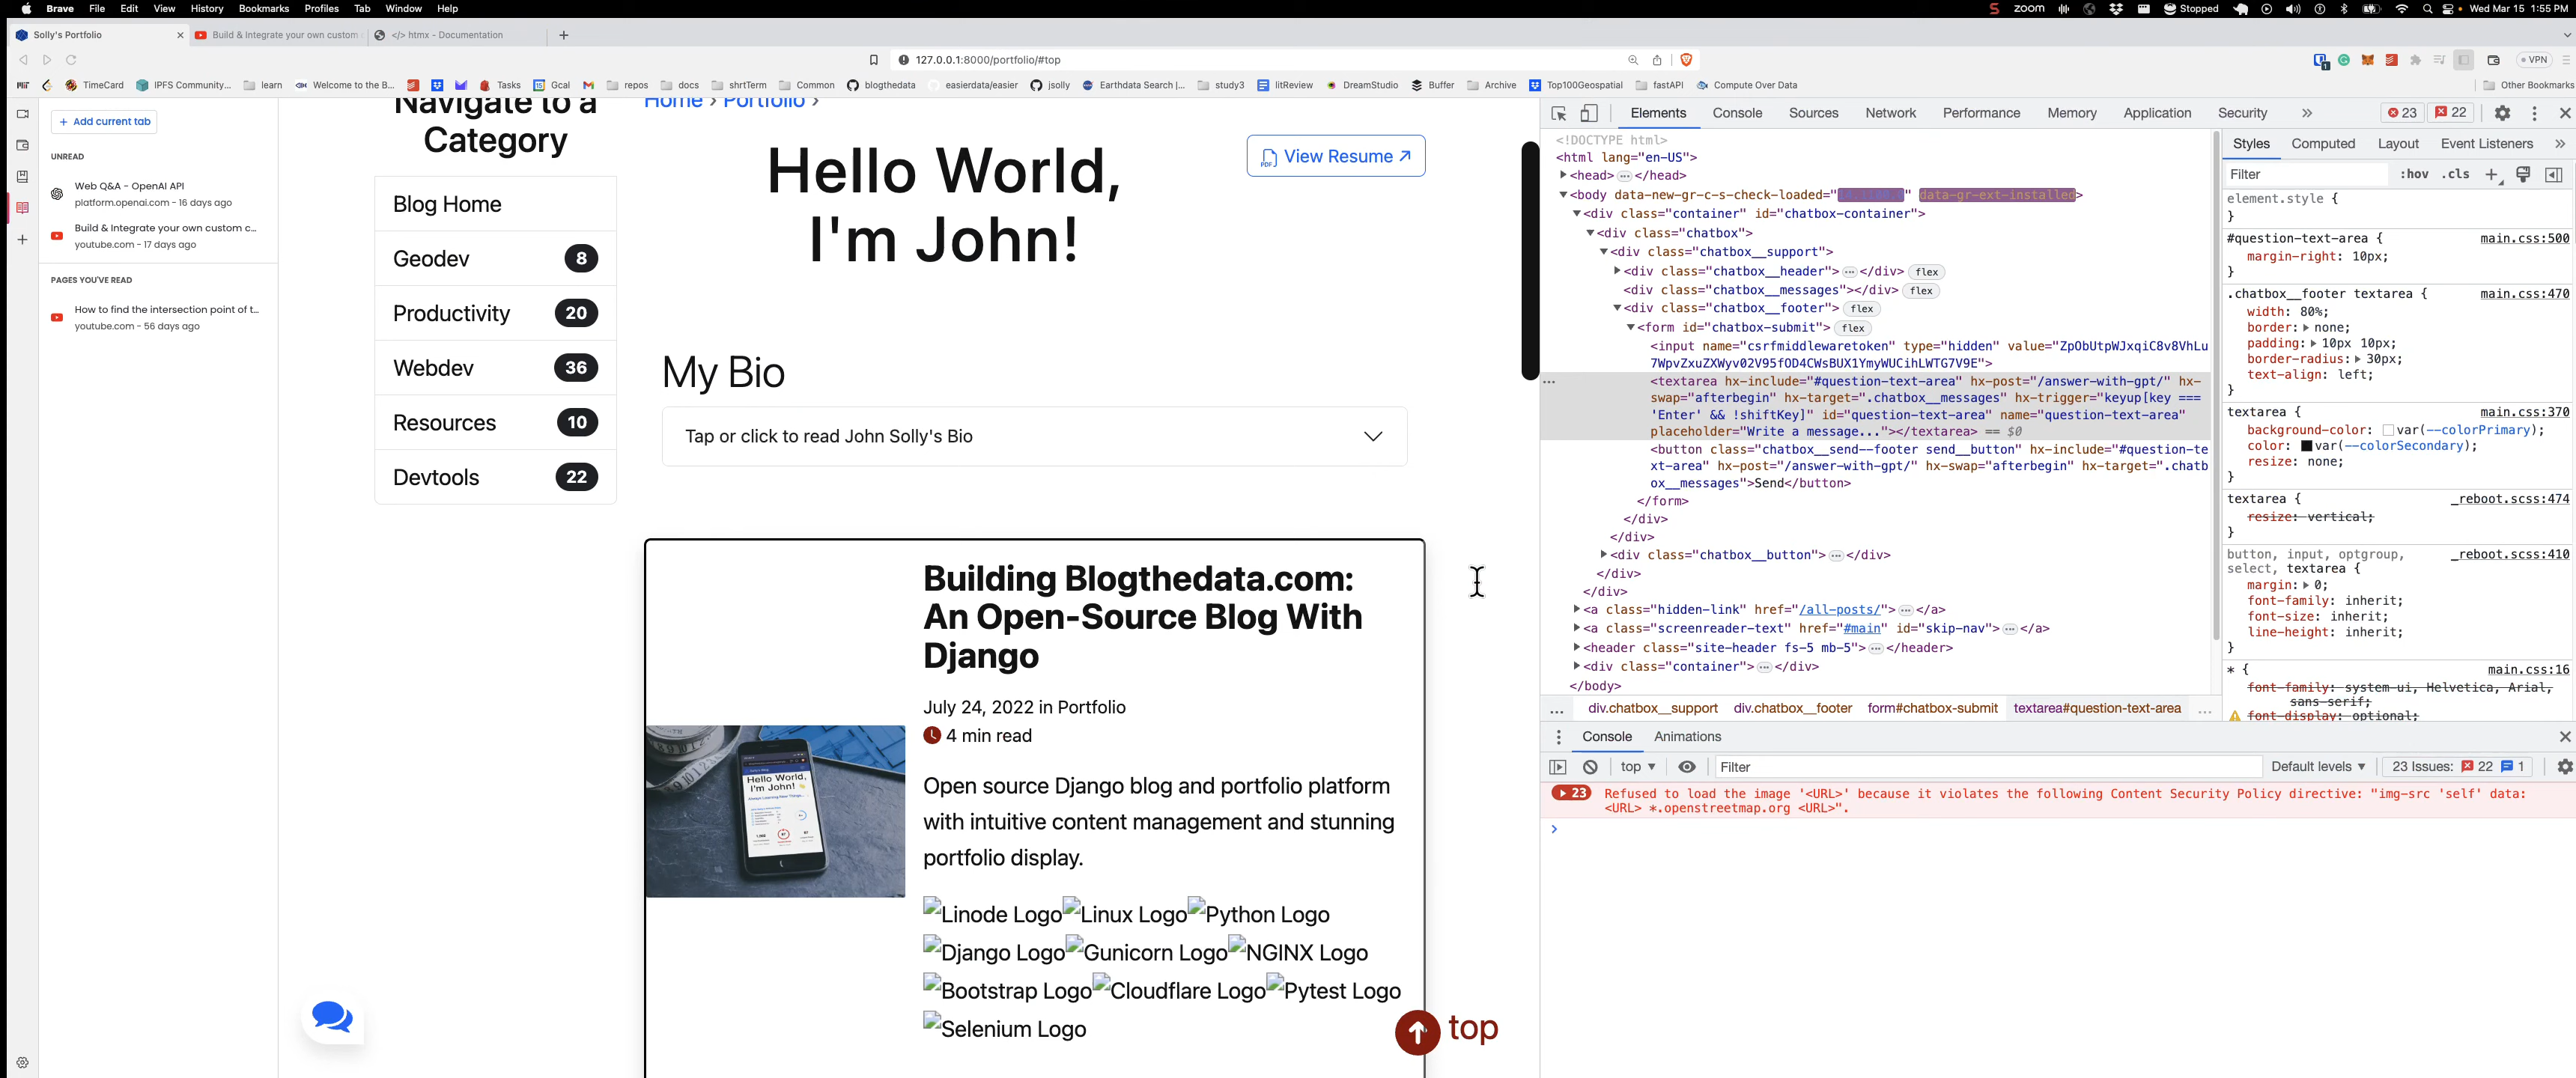 Brave File Edit View History Bookmarks Profiles Tab Window Help
zoom Stopped Wed Mar 15 1:55 PM
Solly's Portfolio
Build & Integrate your own custom
</> htmx - Documentation
127.0.0.1:8000/portfolio/#top
VPN
TimeCard IPFS Community... learn Welcome to the B... Tasks Gcal repos docs shrtTerm Common blogthedata easierdata/easier jsolly Earthdata Search |... study3 litReview DreamStudio Buffer Archive Top100Geospatial fastAPI Compute Over Data Other Bookmarks
+ Add current tab
UNREAD
Web Q&A - OpenAI API
platform.openai.com - 16 days ago
Build & Integrate your own custom c...
youtube.com - 17 days ago
PAGES YOU'VE READ
How to find the intersection point of t...
youtube.com - 56 days ago
Navigate to a
Category
Blog Home
Geodev 8
Productivity 20
Webdev 36
Resources 10
Devtools 22
Home › Portfolio ›
Hello World,
I'm John!
PDF View Resume
My Bio
Tap or click to read John Solly's Bio
Building Blogthedata.com:
An Open-Source Blog With
Django
July 24, 2022 in Portfolio
4 min read
Hello World,
I'm John!
Open source Django blog and portfolio platform
with intuitive content management and stunning
portfolio display.
Linode Logo Linux Logo Python Logo
Django Logo Gunicorn Logo NGINX Logo
Bootstrap Logo Cloudflare Logo Pytest Logo
Selenium Logo
top
Elements Console Sources Network Performance Memory Application Security » 23 22
<!DOCTYPE html>
<html lang="en-US">
<head> ... </head>
<body data-new-gr-c-s-check-loaded=" " data-gr-ext-installed>
<div class="container" id="chatbox-container">
<div class="chatbox">
<div class="chatbox__support">
<div class="chatbox__header"> ... </div> flex
<div class="chatbox__messages"></div> flex
<div class="chatbox__footer"> flex
<form id="chatbox-submit"> flex
<input name="csrfmiddlewaretoken" type="hidden" value="ZpObUtpWJxqiC8v8VhLu
7WpvZxuZXWyv02V95fOD4CWsBUX1YmyWUCihLWTG7V9E">
<textarea hx-include="#question-text-area" hx-post="/answer-with-gpt/" hx-
swap="afterbegin" hx-target=".chatbox__messages" hx-trigger="keyup[key ===
'Enter' && !shiftKey]" id="question-text-area" name="question-text-area"
placeholder="Write a message..."></textarea> == $0
<button class="chatbox__send--footer send__button" hx-include="#question-te
xt-area" hx-post="/answer-with-gpt/" hx-swap="afterbegin" hx-target=".chatb
ox__messages">Send</button>
</form>
</div>
</div>
<div class="chatbox__button"> ... </div>
</div>
</div>
<a class="hidden-link" href="/all-posts/"> ... </a>
<a class="screenreader-text" href="#main" id="skip-nav"> ... </a>
<header class="site-header fs-5 mb-5"> ... </header>
<div class="container"> ... </div>
</body>
... div.chatbox__support div.chatbox__footer form#chatbox-submit textarea#question-text-area ...
Styles Computed Layout Event Listeners »
Filter :hov .cls +
element.style {
}
#question-text-area { main.css:500
margin-right: 10px;
}
.chatbox__footer textarea { main.css:470
width: 80%;
border: none;
padding: 10px 10px;
border-radius: 30px;
text-align: left;
}
textarea { main.css:370
background-color: var(--colorPrimary);
color: var(--colorSecondary);
resize: none;
}
textarea { _reboot.scss:474
resize: vertical;
}
button, input, optgroup, _reboot.scss:410
select, textarea {
margin: 0;
font-family: inherit;
font-size: inherit;
line-height: inherit;
}
* { main.css:16
font-family: system-ui, Helvetica, Arial,
sans-serif;
font-display: optional;
Console Animations
top Filter Default levels 23 Issues: 22 1
23 Refused to load the image '<URL>' because it violates the following Content Security Policy directive: "img-src 'self' data:
<URL> *.openstreetmap.org <URL>".